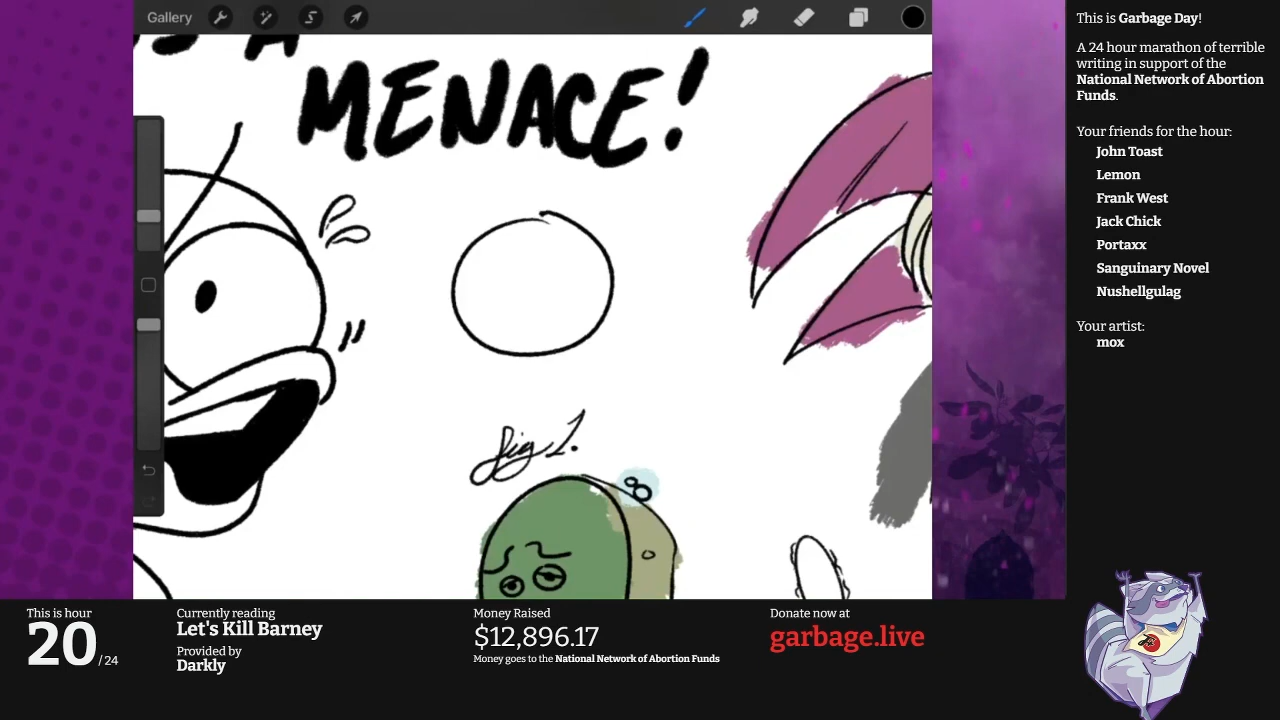 Gallery
MENACE!
fig 1.
This is Garbage Day!
A 24 hour marathon of terrible
writing in support of the
National Network of Abortion
Funds.
Your friends for the hour:
John Toast
Lemon
Frank West
Jack Chick
Portaxx
Sanguinary Novel
Nushellgulag
Your artist:
mox
This is hour
20 / 24
Currently reading
Let's Kill Barney
Provided by
Darkly
Money Raised
$12,896.17
Money goes to the National Network of Abortion Funds
Donate now at
garbage.live